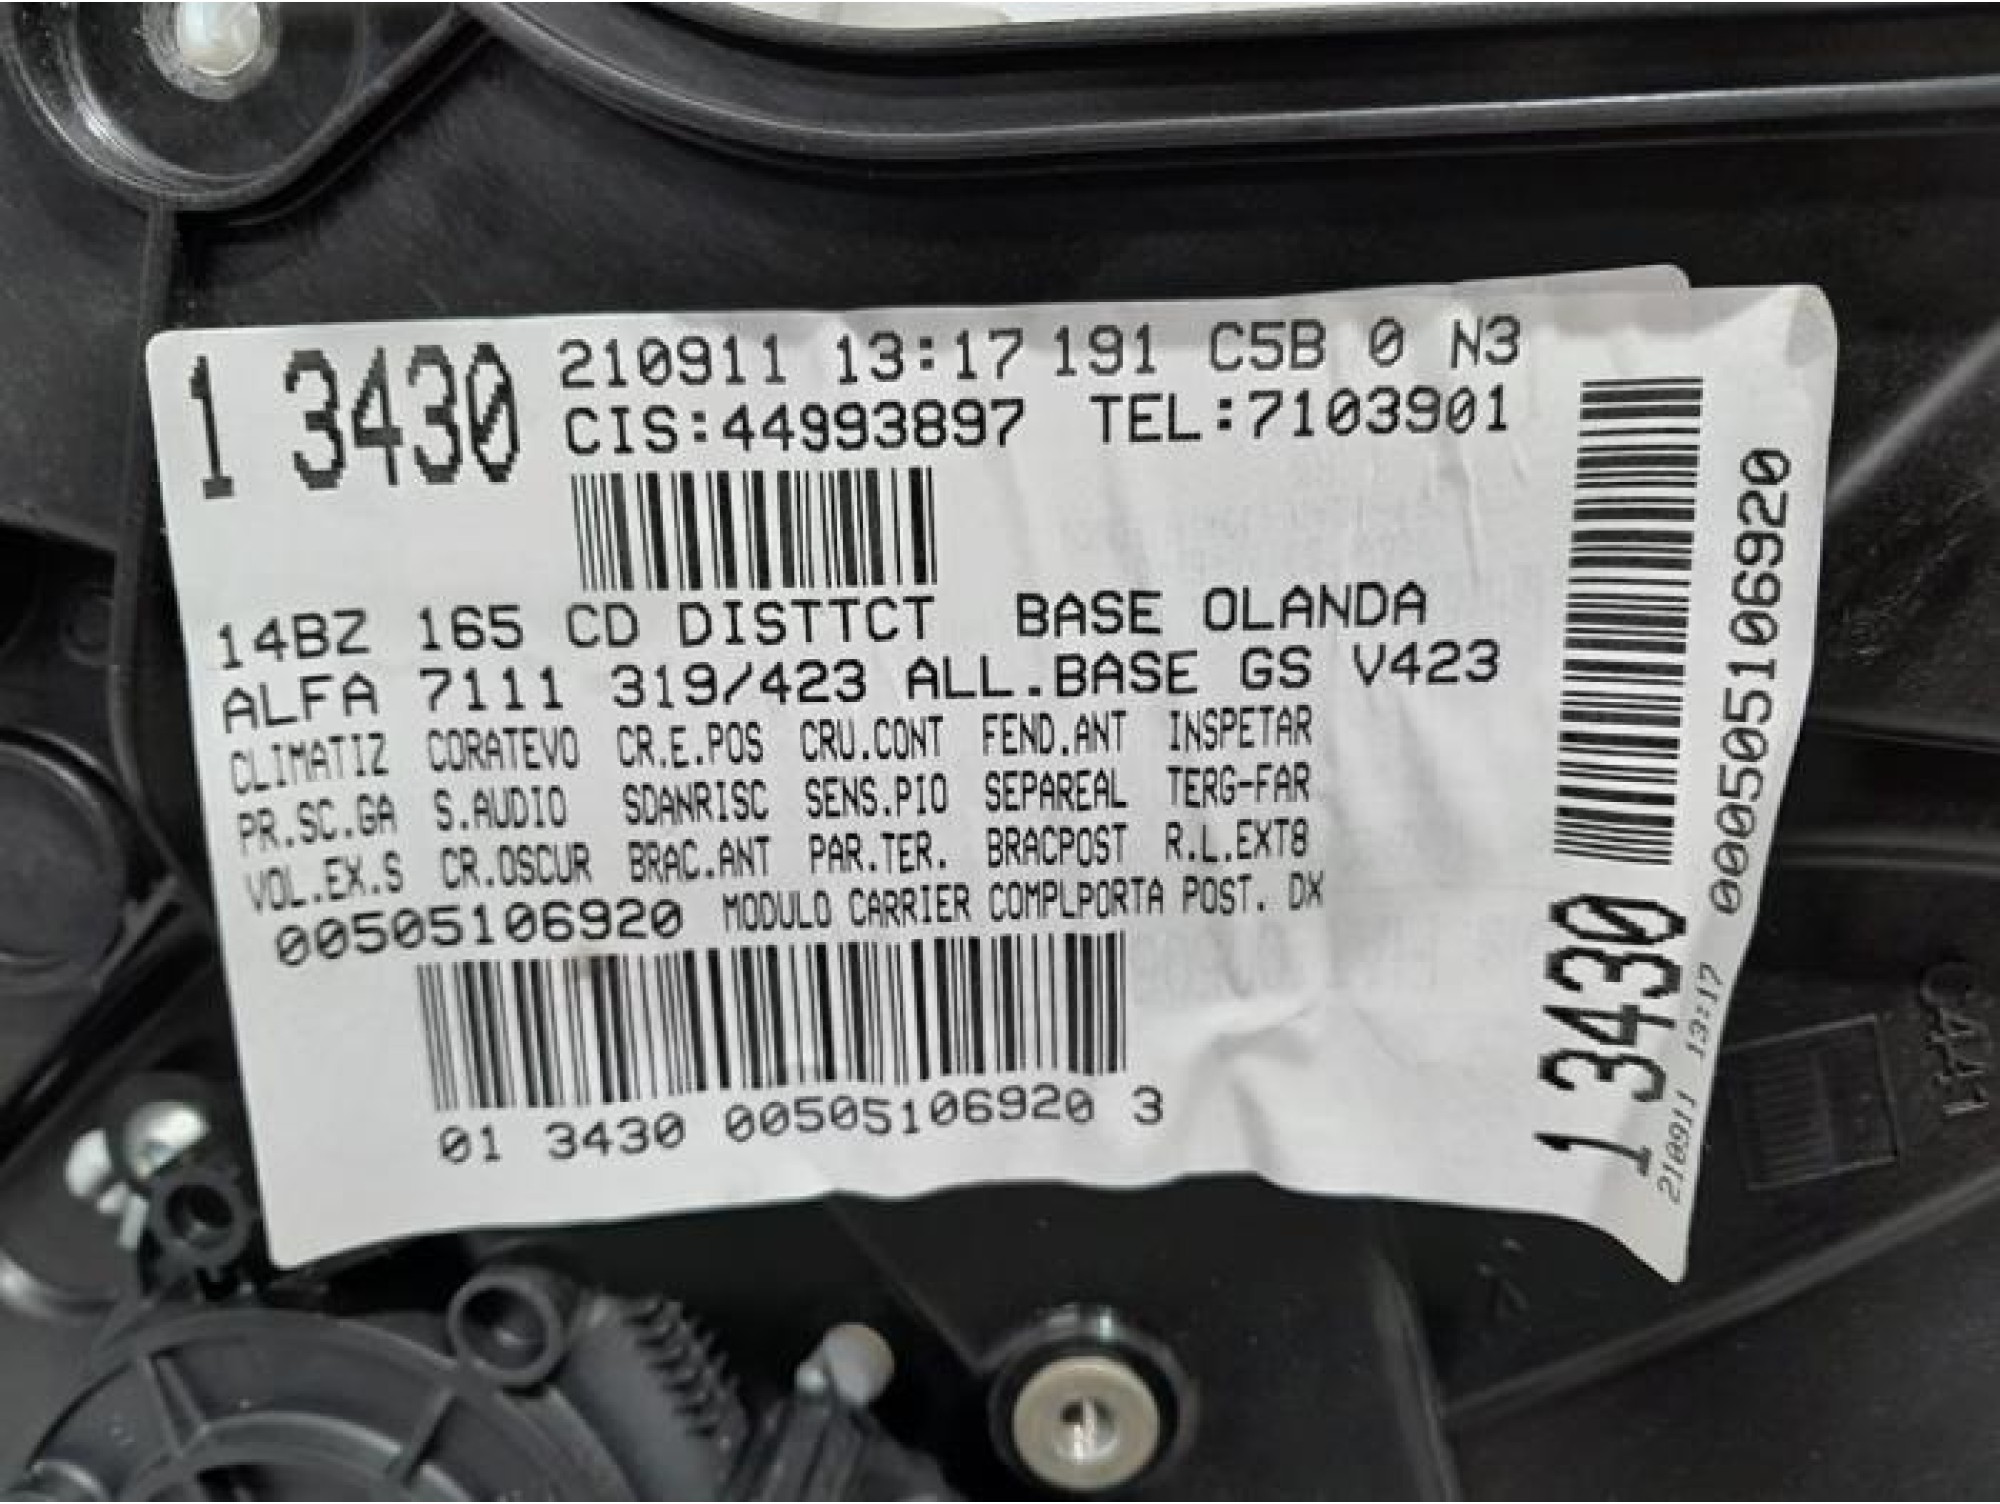 1 3430 210911 13:17 191 C5B 0 N3
CIS:44993897 TEL:7103901
14BZ 165 CD DISTTCT BASE OLANDA
ALFA 7111 319/423 ALL.BASE GS V423
CLIMATIZ CORATEVO CR.E.POS CRU.CONT FEND.ANT INSPETAR
PR.SC.GA S.AUDIO SDANRISC SENS.PIO SEPAREAL TERG-FAR
VOL.EX.S CR.OSCUR BRAC.ANT PAR.TER. BRACPOST R.L.EXT8
00505106920 MODULO CARRIER COMPLPORTA POST. DX
01 3430 00505106920 3
1 3430
00505106920
210911 13:17